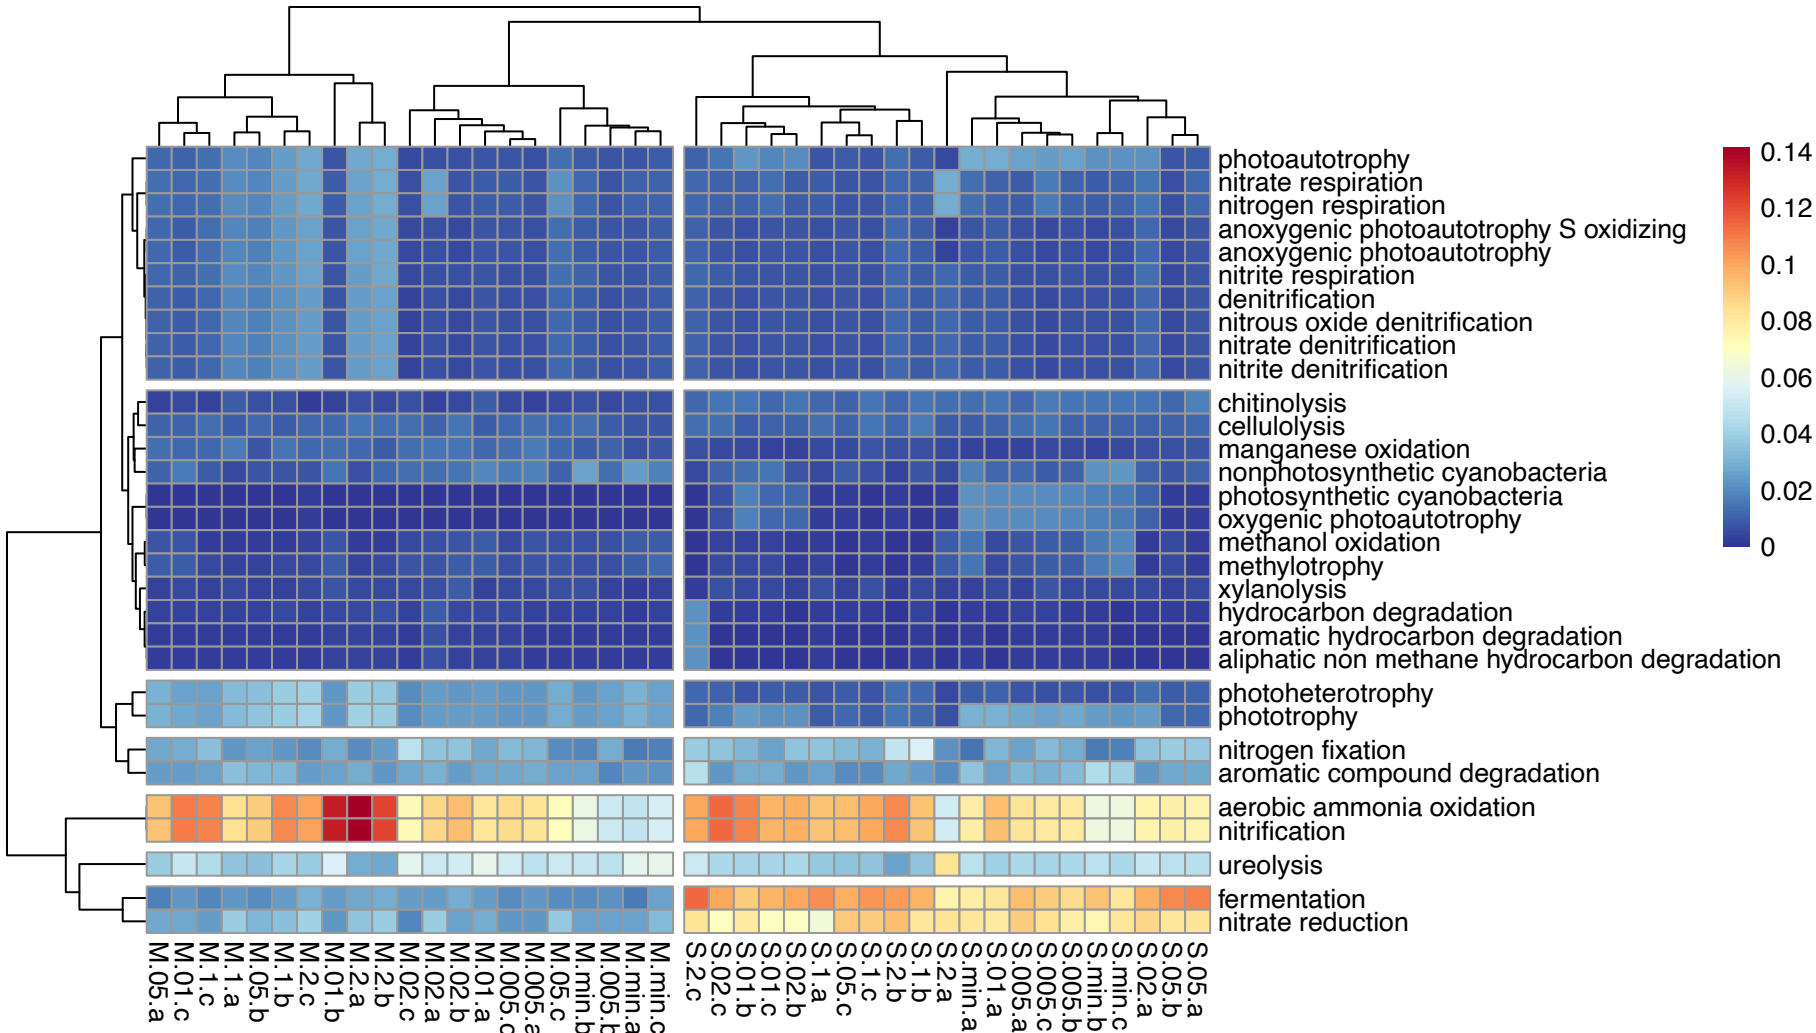 photoautotrophy
nitrate respiration
nitrogen respiration
anoxygenic photoautotrophy S oxidizing
anoxygenic photoautotrophy
nitrite respiration
denitrification
nitrous oxide denitrification
nitrate denitrification
nitrite denitrification
chitinolysis
cellulolysis
manganese oxidation
nonphotosynthetic cyanobacteria
photosynthetic cyanobacteria
oxygenic photoautotrophy
methanol oxidation
methylotrophy
xylanolysis
hydrocarbon degradation
aromatic hydrocarbon degradation
aliphatic non methane hydrocarbon degradation
photoheterotrophy
phototrophy
nitrogen fixation
aromatic compound degradation
aerobic ammonia oxidation
nitrification
ureolysis
fermentation
nitrate reduction
0.14
0.12
0.1
0.08
0.06
0.04
0.02
0
M.05.a
M.01.c
M.1.c
M.1.a
M.05.b
M.1.b
M.2.c
M.01.b
M.2.a
M.2.b
M.02.c
M.02.a
M.02.b
M.01.a
M.005.c
M.005.a
M.05.c
M.min.b
M.005.b
M.min.a
M.min.c
S.2.c
S.02.c
S.01.b
S.01.c
S.02.b
S.1.a
S.05.c
S.1.c
S.2.b
S.1.b
S.2.a
S.min.a
S.01.a
S.005.a
S.005.c
S.005.b
S.min.b
S.min.c
S.02.a
S.05.b
S.05.a